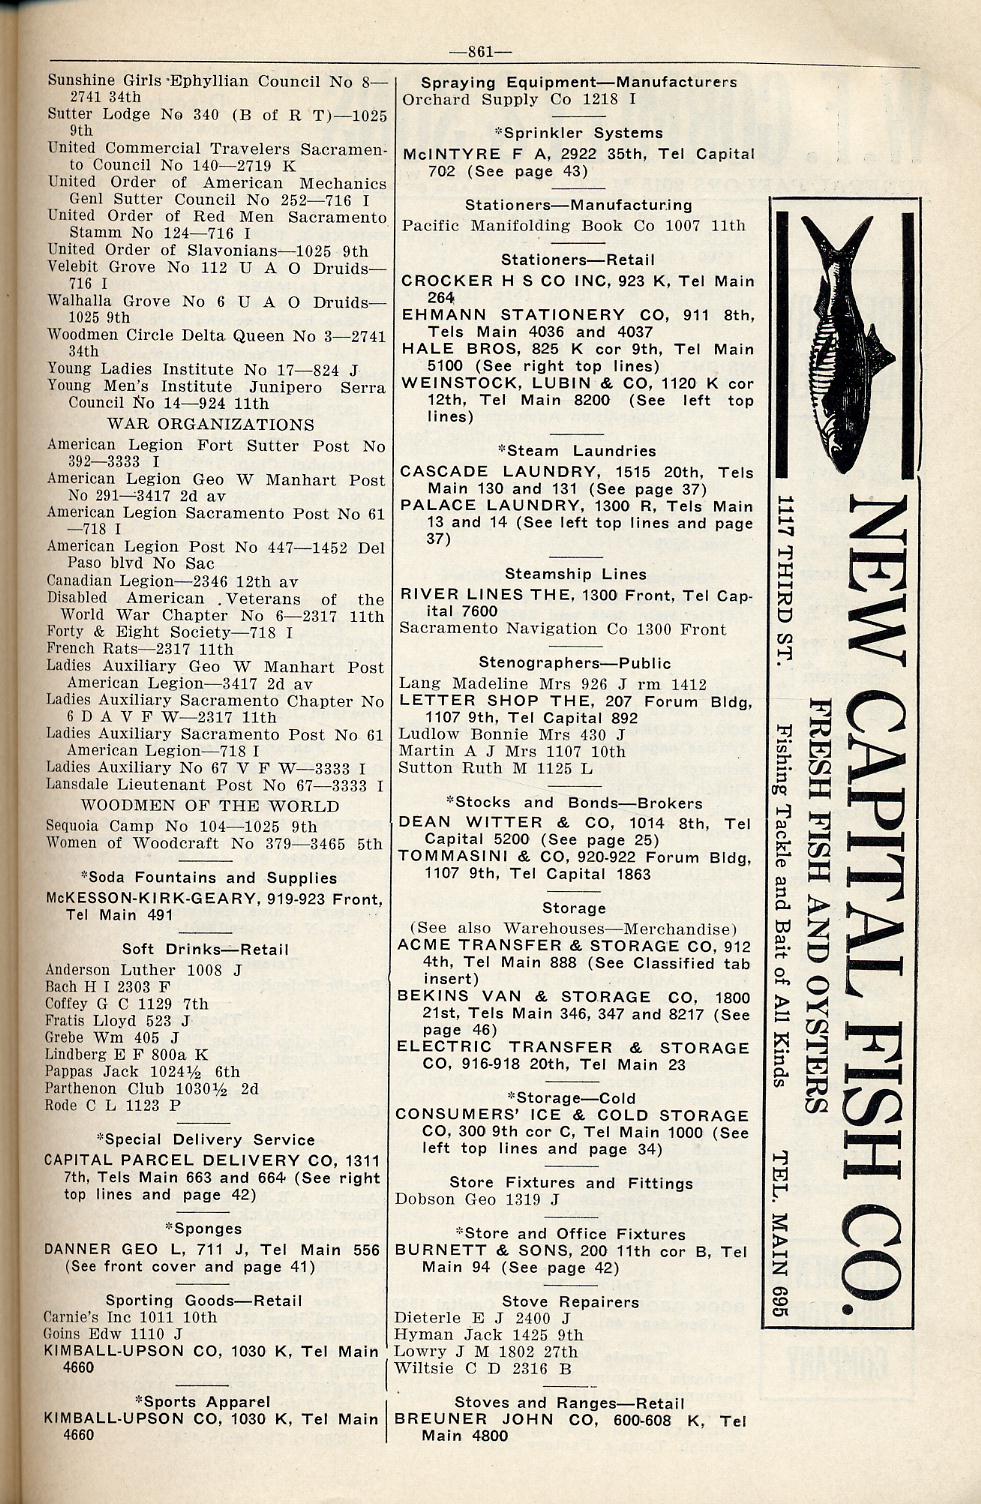 —861—
Sunshine Girls Ephyllian Council No 8—
2741 34th
Sutter Lodge No 340 (B of R T)—1025
9th
United Commercial Travelers Sacramen-
to Council No 140—2719 K
United Order of American Mechanics
Genl Sutter Council No 252—716 I
United Order of Red Men Sacramento
Stamm No 124—716 I
United Order of Slavonians—1025 9th
Velebit Grove No 112 U A O Druids—
716 I
Walhalla Grove No 6 U A O Druids—
1025 9th
Woodmen Circle Delta Queen No 3—2741
34th
Young Ladies Institute No 17—824 J
Young Men's Institute Junipero Serra
Council No 14—924 11th
WAR ORGANIZATIONS
American Legion Fort Sutter Post No
392—3333 I
American Legion Geo W Manhart Post
No 291—3417 2d av
American Legion Sacramento Post No 61
—718 I
American Legion Post No 447—1452 Del
Paso blvd No Sac
Canadian Legion—2346 12th av
Disabled American Veterans of the
World War Chapter No 6—2317 11th
Forty & Eight Society—718 I
French Rats—2317 11th
Ladies Auxiliary Geo W Manhart Post
American Legion—3417 2d av
Ladies Auxiliary Sacramento Chapter No
6 D A V F W—2317 11th
Ladies Auxiliary Sacramento Post No 61
American Legion—718 I
Ladies Auxiliary No 67 V F W—3333 I
Lansdale Lieutenant Post No 67—3333 I
WOODMEN OF THE WORLD
Sequoia Camp No 104—1025 9th
Women of Woodcraft No 379—3465 5th
*Soda Fountains and Supplies
McKESSON-KIRK-GEARY, 919-923 Front,
Tel Main 491
Soft Drinks—Retail
Anderson Luther 1008 J
Bach H I 2303 F
Coffey G C 1129 7th
Fratis Lloyd 523 J
Grebe Wm 405 J
Lindberg E F 800a K
Pappas Jack 1024½ 6th
Parthenon Club 1030½ 2d
Rode C L 1123 P
*Special Delivery Service
CAPITAL PARCEL DELIVERY CO, 1311
7th, Tels Main 663 and 664 (See right
top lines and page 42)
*Sponges
DANNER GEO L, 711 J, Tel Main 556
(See front cover and page 41)
Sporting Goods—Retail
Carnie's Inc 1011 10th
Goins Edw 1110 J
KIMBALL-UPSON CO, 1030 K, Tel Main
4660
*Sports Apparel
KIMBALL-UPSON CO, 1030 K, Tel Main
4660
Spraying Equipment—Manufacturers
Orchard Supply Co 1218 I
*Sprinkler Systems
McINTYRE F A, 2922 35th, Tel Capital
702 (See page 43)
Stationers—Manufacturing
Pacific Manifolding Book Co 1007 11th
Stationers—Retail
CROCKER H S CO INC, 923 K, Tel Main
264
EHMANN STATIONERY CO, 911 8th,
Tels Main 4036 and 4037
HALE BROS, 825 K cor 9th, Tel Main
5100 (See right top lines)
WEINSTOCK, LUBIN & CO, 1120 K cor
12th, Tel Main 8200 (See left top
lines)
*Steam Laundries
CASCADE LAUNDRY, 1515 20th, Tels
Main 130 and 131 (See page 37)
PALACE LAUNDRY, 1300 R, Tels Main
13 and 14 (See left top lines and page
37)
Steamship Lines
RIVER LINES THE, 1300 Front, Tel Cap-
ital 7600
Sacramento Navigation Co 1300 Front
Stenographers—Public
Lang Madeline Mrs 926 J rm 1412
LETTER SHOP THE, 207 Forum Bldg,
1107 9th, Tel Capital 892
Ludlow Bonnie Mrs 430 J
Martin A J Mrs 1107 10th
Sutton Ruth M 1125 L
*Stocks and Bonds—Brokers
DEAN WITTER & CO, 1014 8th, Tel
Capital 5200 (See page 25)
TOMMASINI & CO, 920-922 Forum Bldg,
1107 9th, Tel Capital 1863
Storage
(See also Warehouses—Merchandise)
ACME TRANSFER & STORAGE CO, 912
4th, Tel Main 888 (See Classified tab
insert)
BEKINS VAN & STORAGE CO, 1800
21st, Tels Main 346, 347 and 8217 (See
page 46)
ELECTRIC TRANSFER & STORAGE
CO, 916-918 20th, Tel Main 23
*Storage—Cold
CONSUMERS' ICE & COLD STORAGE
CO, 300 9th cor C, Tel Main 1000 (See
left top lines and page 34)
Store Fixtures and Fittings
Dobson Geo 1319 J
*Store and Office Fixtures
BURNETT & SONS, 200 11th cor B, Tel
Main 94 (See page 42)
Stove Repairers
Dieterle E J 2400 J
Hyman Jack 1425 9th
Lowry J M 1802 27th
Wiltsie C D 2316 B
Stoves and Ranges—Retail
BREUNER JOHN CO, 600-608 K, Tel
Main 4800
NEW CAPITAL FISH CO.
FRESH FISH AND OYSTERS
1117 THIRD ST. Fishing Tackle and Bait of All Kinds TEL. MAIN 695